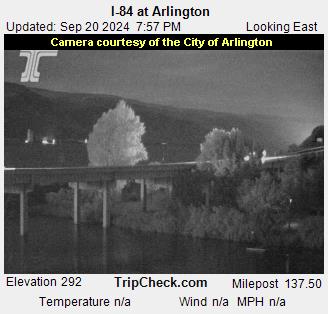 I-84 at Arlington
Updated: Sep 20 2024 7:57 PM Looking East
Camera courtesy of the City of Arlington
Elevation 292 TripCheck.com Milepost 137.50
Temperature n/a Wind n/a MPH n/a